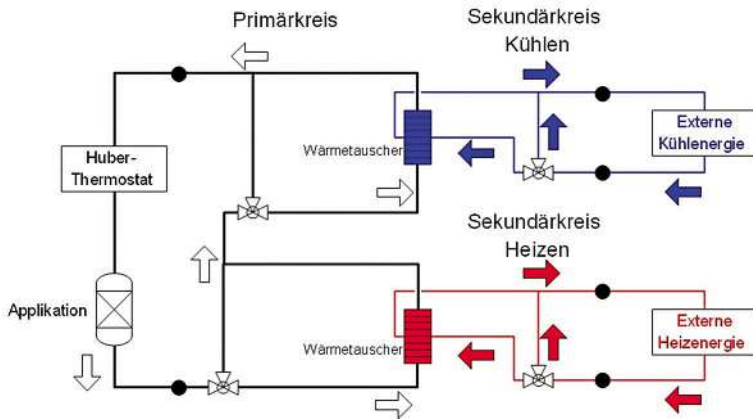 Primärkreis
Sekundärkreis
Kühlen
Huber-
Thermostat
Wärmetauscher
Externe
Kühlenergie
Sekundärkreis
Heizen
Applikation
Wärmetauscher
Externe
Heizenergie